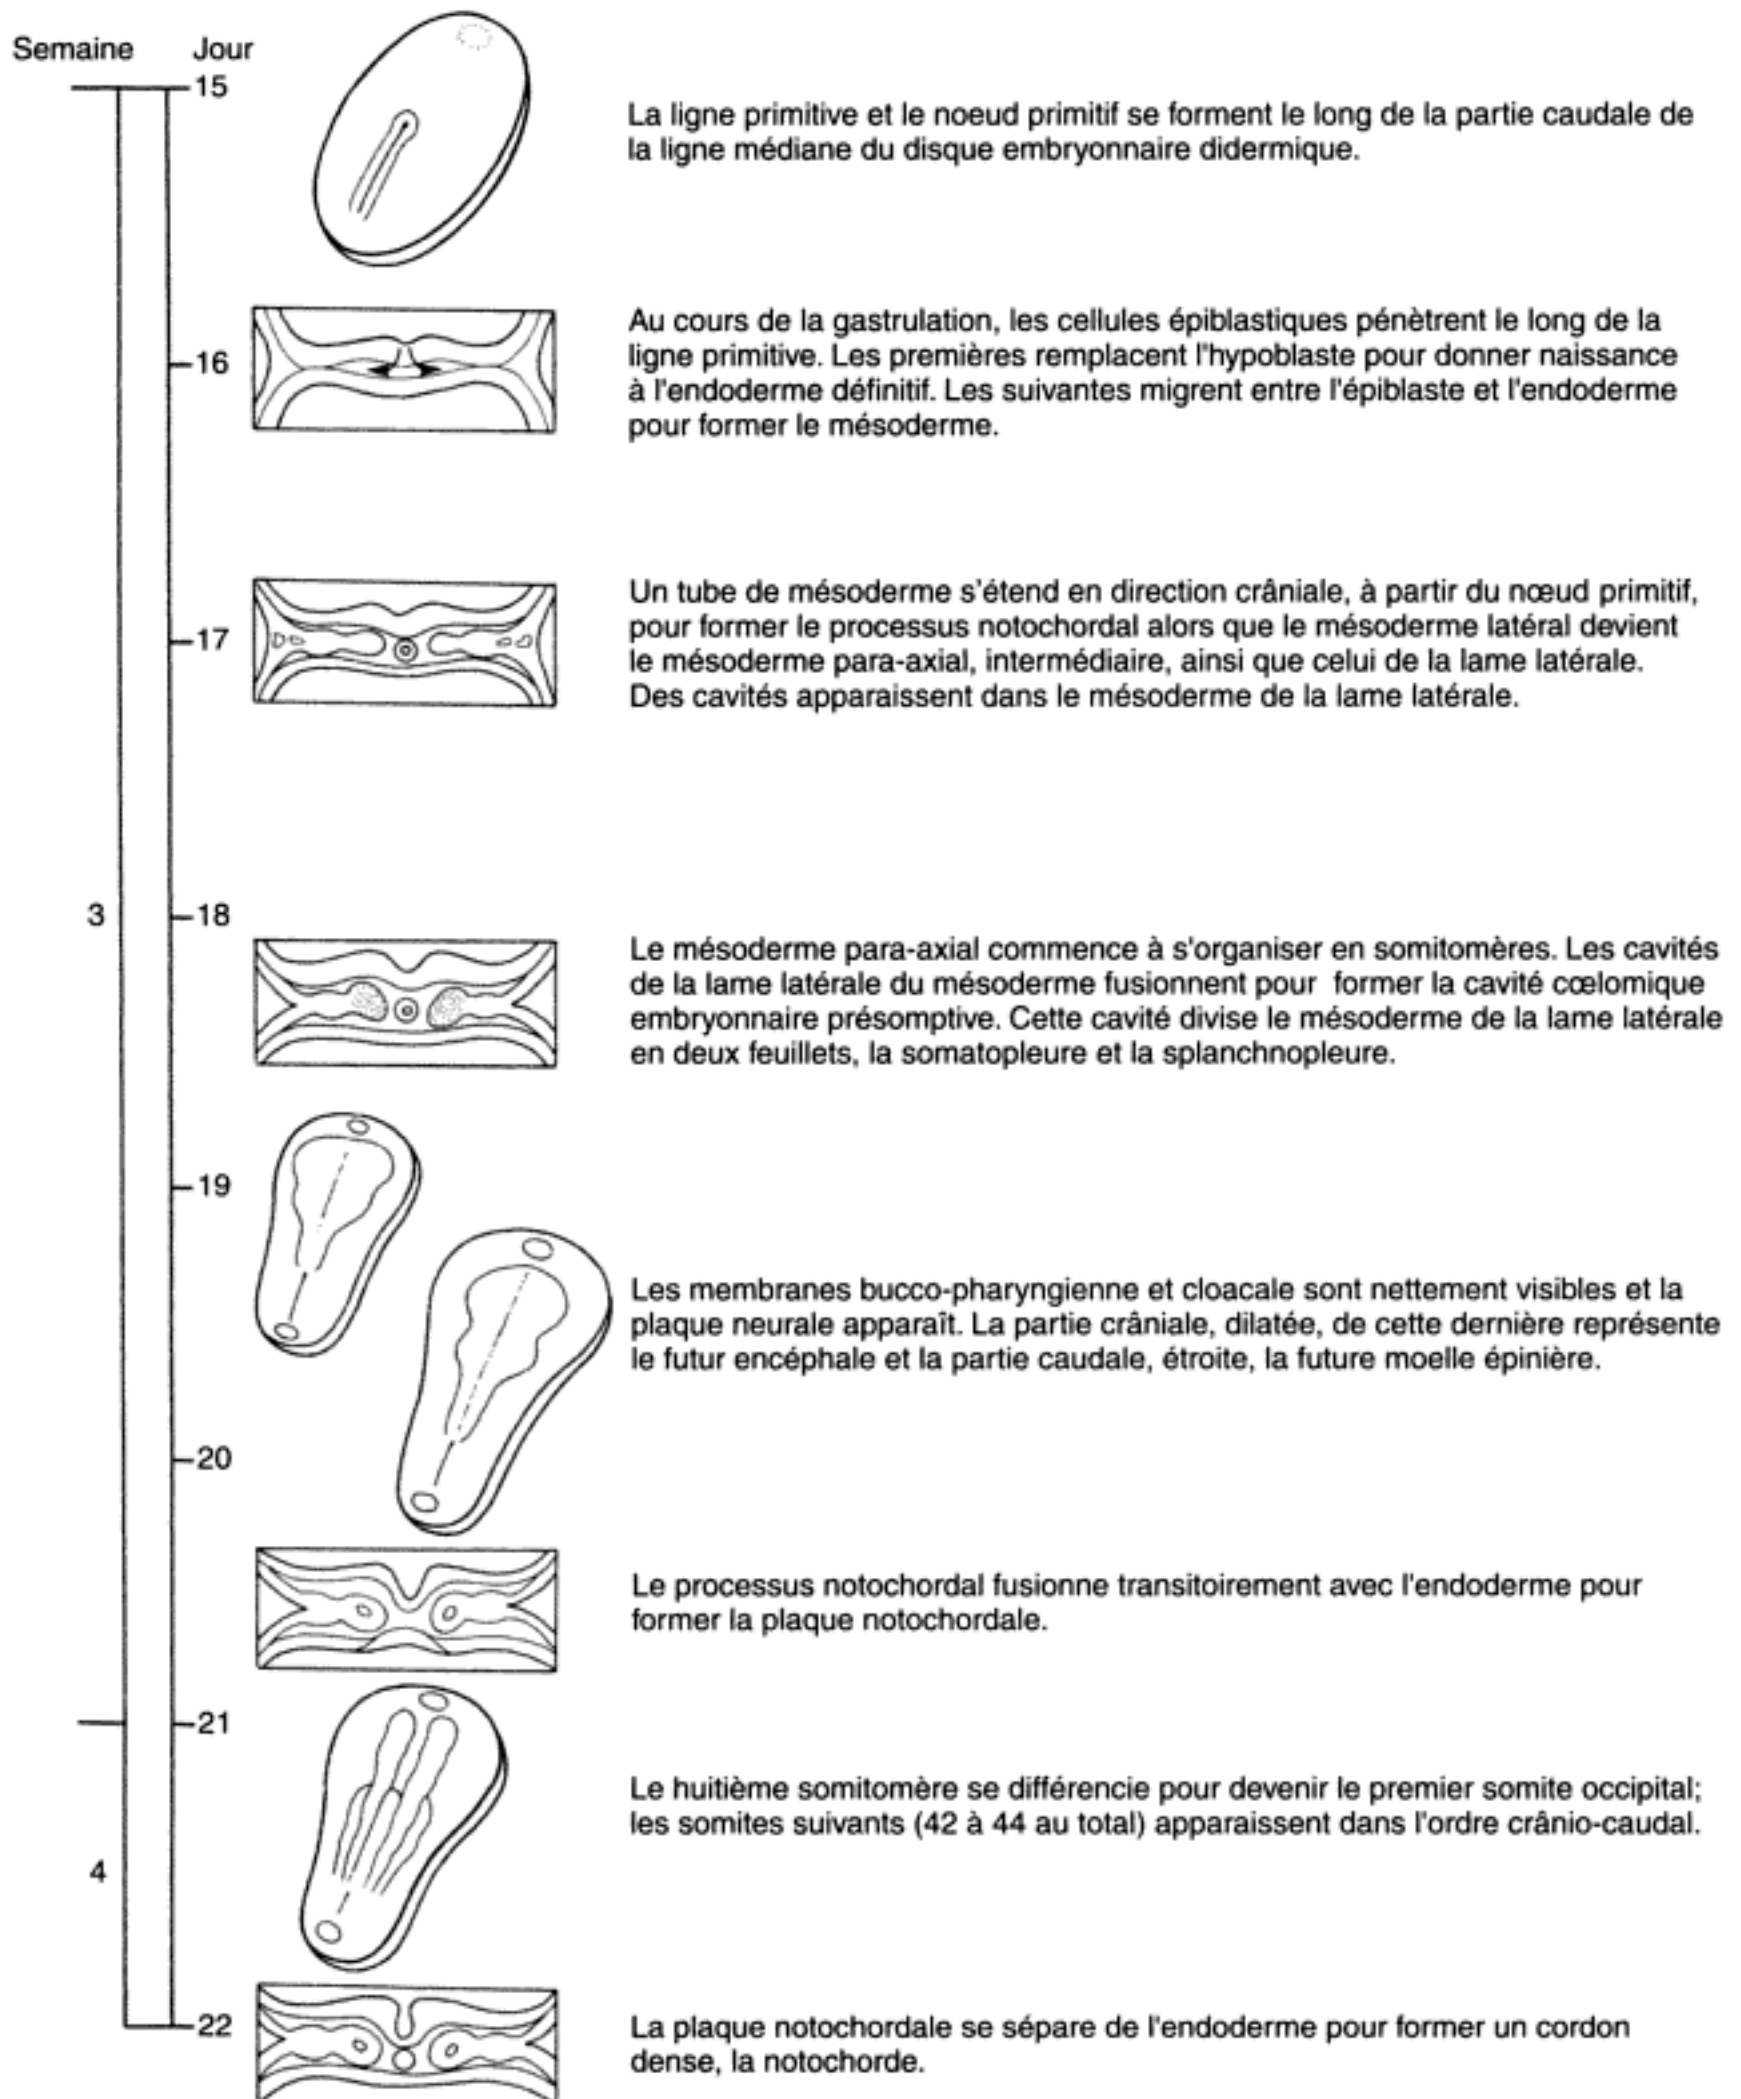 Semaine Jour
15
La ligne primitive et le noeud primitif se forment le long de la partie caudale de
la ligne médiane du disque embryonnaire didermique.
Au cours de la gastrulation, les cellules épiblastiques pénètrent le long de la
16
ligne primitive. Les premières remplacent l'hypoblaste pour donner naissance
à l'endoderme définitif. Les suivantes migrent entre l'épiblaste et l'endoderme
pour former le mésoderme.
Un tube de mésoderme s'étend en direction crâniale, à partir du nœud primitif,
17
pour former le processus notochordal alors que le mésoderme latéral devient
le mésoderme para-axial, intermédiaire, ainsi que celui de la lame latérale.
Des cavités apparaissent dans le mésoderme de la lame latérale.
3
18
Le mésoderme para-axial commence à s'organiser en somitomères. Les cavités
de la lame latérale du mésoderme fusionnent pour former la cavité cœlomique
embryonnaire présomptive. Cette cavité divise le mésoderme de la lame latérale
en deux feuillets, la somatopleure et la splanchnopleure.
19
Les membranes bucco-pharyngienne et cloacale sont nettement visibles et la
plaque neurale apparaît. La partie crâniale, dilatée, de cette dernière représente
le futur encéphale et la partie caudale, étroite, la future moelle épinière.
20
Le processus notochordal fusionne transitoirement avec l'endoderme pour
former la plaque notochordale.
21
Le huitième somitomère se différencie pour devenir le premier somite occipital;
les somites suivants (42 à 44 au total) apparaissent dans l'ordre crânio-caudal.
4
22
La plaque notochordale se sépare de l'endoderme pour former un cordon
dense, la notochorde.